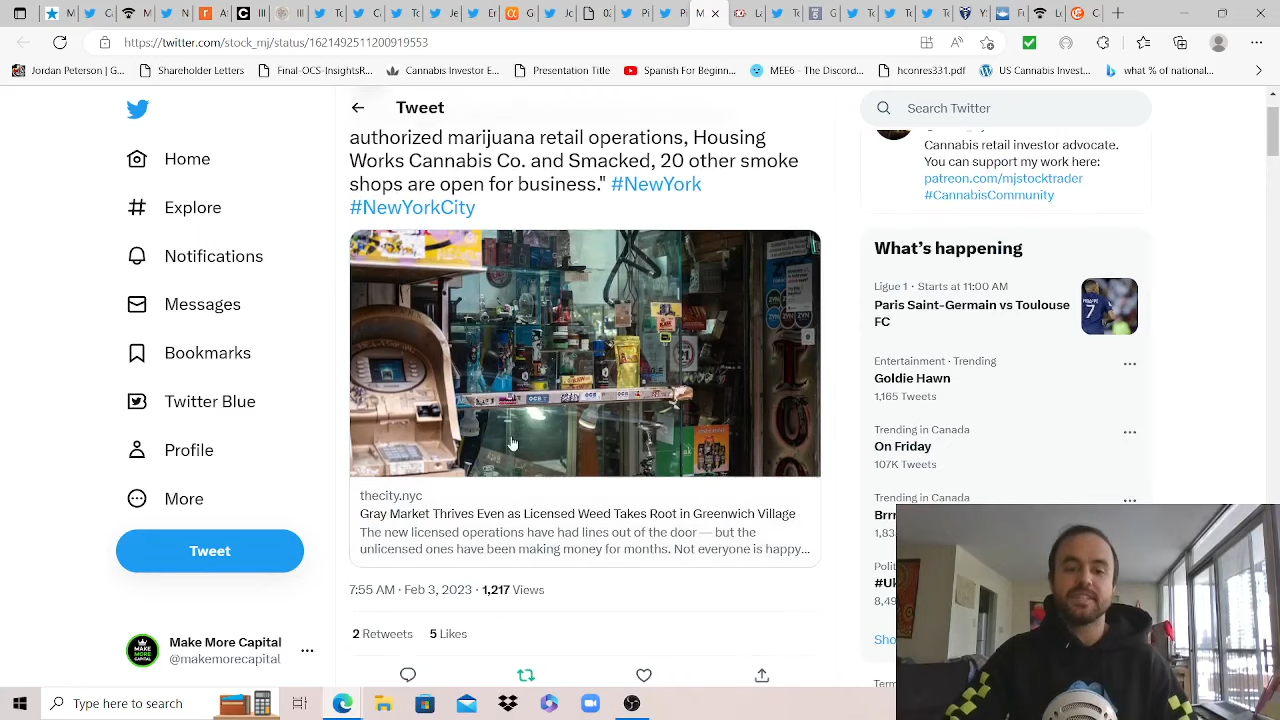 https://twitter.com/stock_mj/status/1621492511200919553
Jordan Peterson | G...
Shareholder Letters
Final-OCS-InsightsR...
Cannabis Investor ...
Presentations
Spanish For Begin...
MEE6 - The Discord...
hconres331.pdf
US Cannabis Invest...
what % of medical...
Tweet
Search Twitter
authorized marijuana retail operations, Housing
Works Cannabis Co. and Smacked, 20 other smoke
shops are open for business." #NewYork
#NewYorkCity
Home
Explore
Notifications
Messages
Bookmarks
Twitter Blue
Profile
More
Tweet
Make More Capital
@makemorecapital
thecity.nyc
Gray Market Thrives Even as Licensed Weed Takes Root in Greenwich Village
The new licensed operations have had lines out of the door — but the
unlicensed ones have been making money for months. Not everyone is happy...
7:55 AM · Feb 3, 2023 · 1,217 Views
2 Retweets 5 Likes
Cannabis retail investor advocate.
You can support my work here:
patreon.com/mjstocktrader
#CannabisCommunity
What's happening
Ligue 1 · Starts at 11:00 AM
Paris Saint-Germain vs Toulouse
FC
Entertainment · Trending
Goldie Hawn
1,165 Tweets
Trending in Canada
On Friday
107K Tweets
Trending in Canada
Type here to search